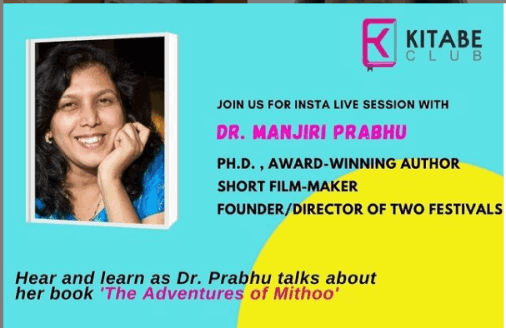 KITABE
CLUB
JOIN US FOR INSTA LIVE SESSION WITH
DR. MANJIRI PRABHU
PH.D. , AWARD-WINNING AUTHOR
SHORT FILM-MAKER
FOUNDER/DIRECTOR OF TWO FESTIVALS
Hear and learn as Dr. Prabhu talks about
her book 'The Adventures of Mithoo'